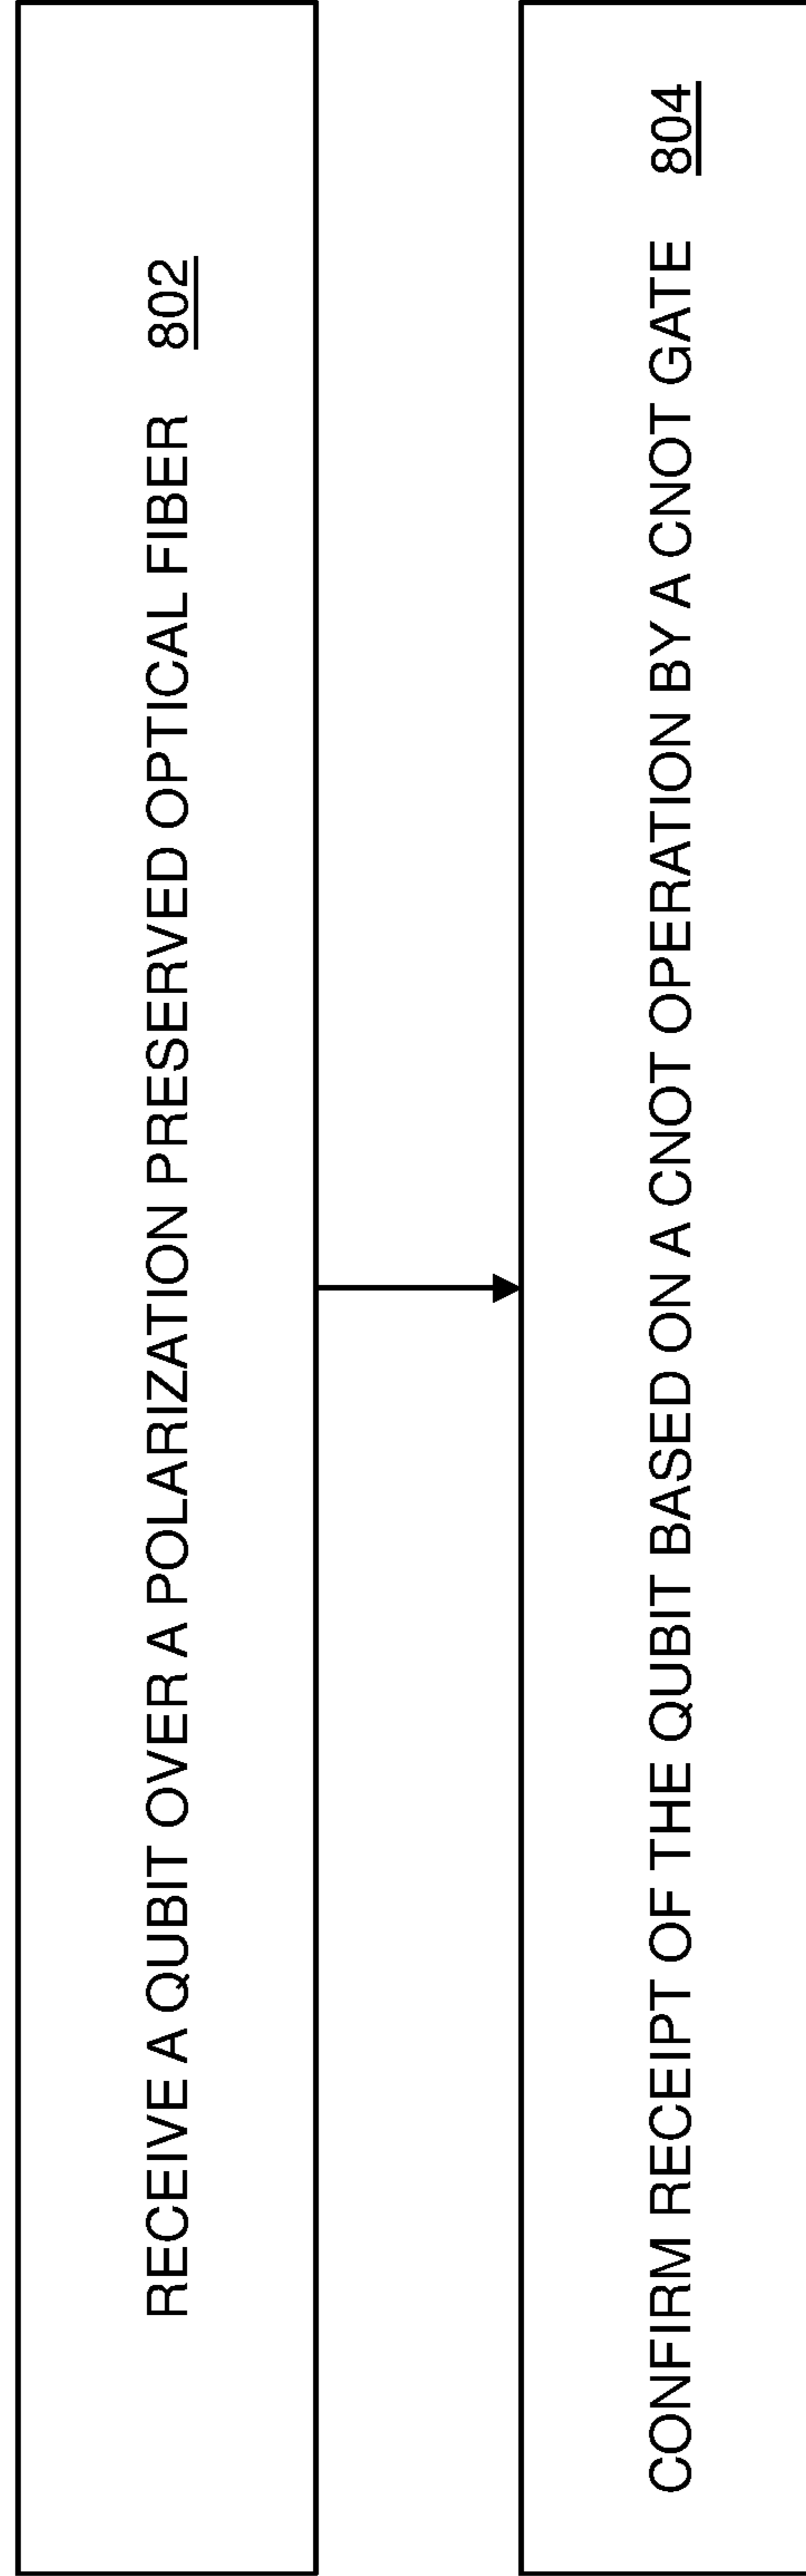 RECEIVE A QUBIT OVER A POLARIZATION PRESERVED OPTICAL FIBER 802
CONFIRM RECEIPT OF THE QUBIT BASED ON A CNOT OPERATION BY A CNOT GATE 804